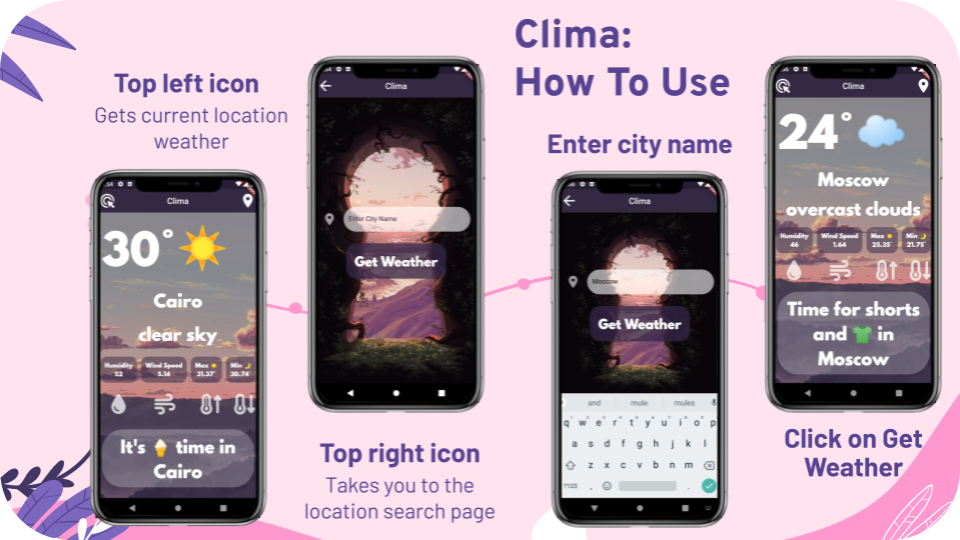 Clima:
How To Use
Top left icon
Gets current location
weather
Clima
30°
Cairo
clear sky
Humidity
52
Wind Speed
5.14
Max
31.37°
Min
30.74°
It's 🍦 time in
Cairo
Clima
Enter City Name
Get Weather
Top right icon
Takes you to the
location search page
Enter city name
Clima
Moscow
Get Weather
and mule mules
q w e r t y u i o p
a s d f g h j k l
z x c v b n m
?123 , .
Clima
24°
Moscow
overcast clouds
Humidity
46
Wind Speed
1.64
Max
25.35°
Min
21.75°
Time for shorts
and 👕 in
Moscow
Click on Get
Weather